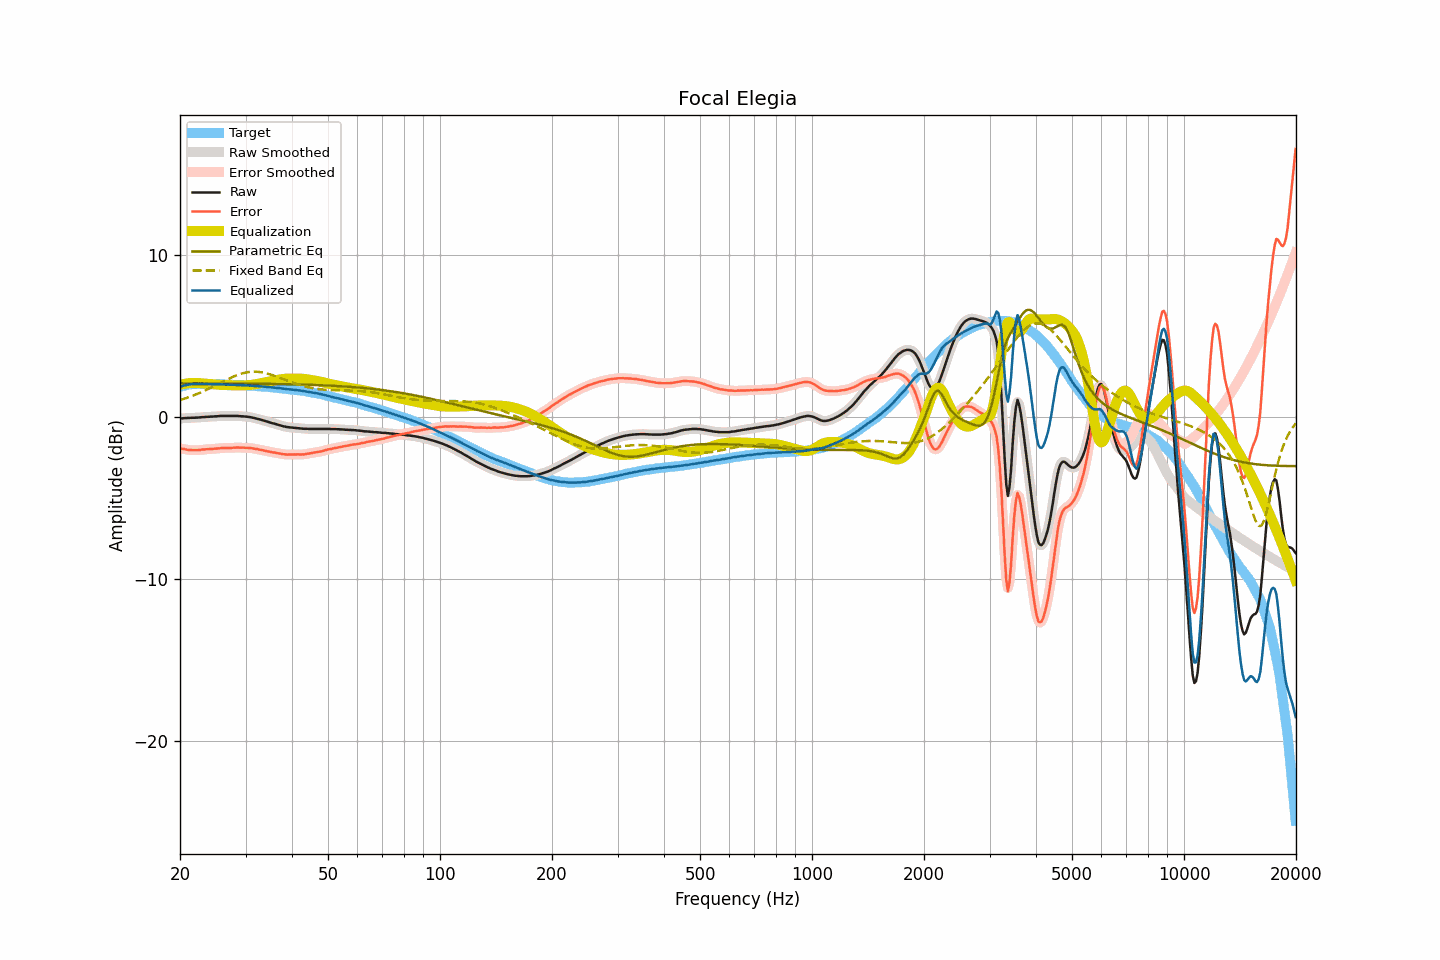 Focal Elegia
Target
Raw Smoothed
Error Smoothed
Raw
Error
Equalization
Parametric Eq
Fixed Band Eq
Equalized
10
0
−10
−20
Amplitude (dBr)
20 50 100 200 500 1000 2000 5000 10000 20000
Frequency (Hz)